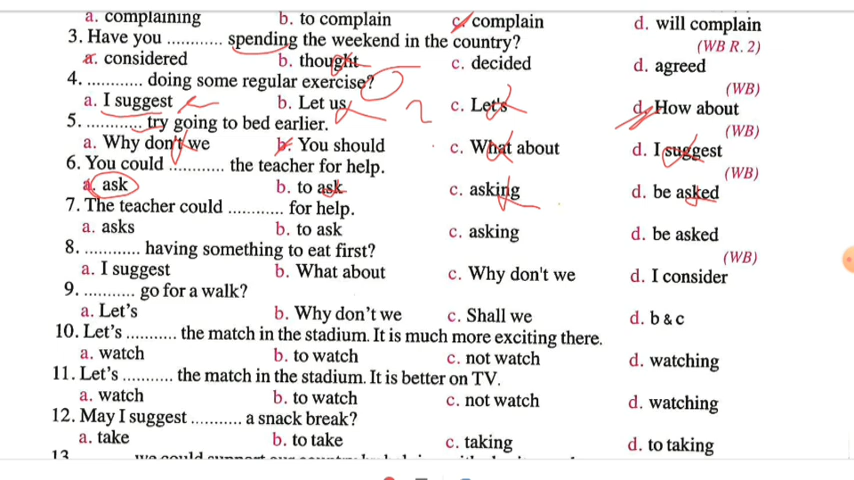 a. complaining b. to complain c. complain d. will complain
3. Have you ............ spending the weekend in the country? (WB R. 2)
a. considered b. thought c. decided d. agreed
4. ............ doing some regular exercise? (WB)
a. I suggest b. Let us c. Let's d. How about
5. ............ try going to bed earlier. (WB)
a. Why don't we b. You should c. What about d. I suggest
6. You could ............ the teacher for help. (WB)
a. ask b. to ask c. asking d. be asked
7. The teacher could ............ for help.
a. asks b. to ask c. asking d. be asked
8. ............ having something to eat first? (WB)
a. I suggest b. What about c. Why don't we d. I consider
9. ........... go for a walk?
a. Let's b. Why don't we c. Shall we d. b & c
10. Let's ........... the match in the stadium. It is much more exciting there.
a. watch b. to watch c. not watch d. watching
11. Let's ........... the match in the stadium. It is better on TV.
a. watch b. to watch c. not watch d. watching
12. May I suggest ........... a snack break?
a. take b. to take c. taking d. to taking
13